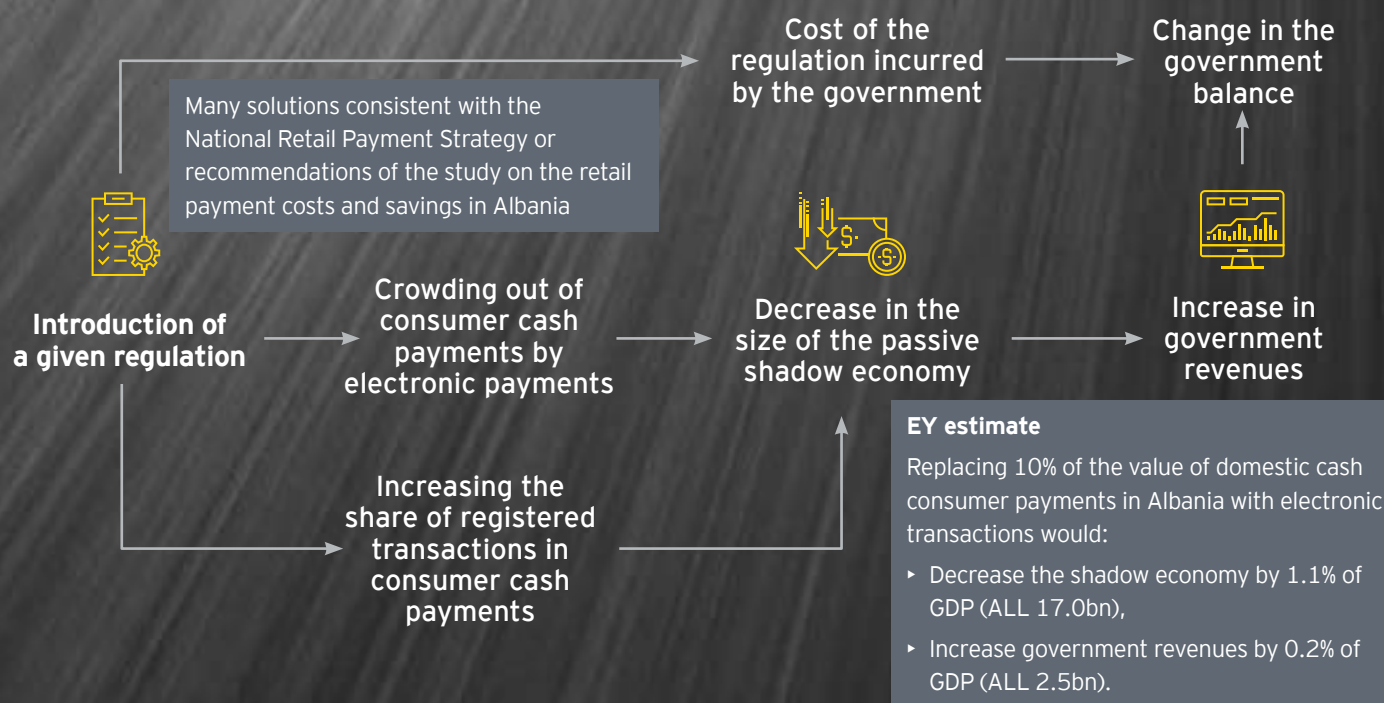 Cost of the
regulation incurred
by the government
Change in the
government
balance
Many solutions consistent with the
National Retail Payment Strategy or
recommendations of the study on the retail
payment costs and savings in Albania
Introduction of
a given regulation
Crowding out of
consumer cash
payments by
electronic payments
Decrease in the
size of the passive
shadow economy
Increase in
government
revenues
Increasing the
share of registered
transactions in
consumer cash
payments
EY estimate
Replacing 10% of the value of domestic cash
consumer payments in Albania with electronic
transactions would:
‣ Decrease the shadow economy by 1.1% of
GDP (ALL 17.0bn),
‣ Increase government revenues by 0.2% of
GDP (ALL 2.5bn).